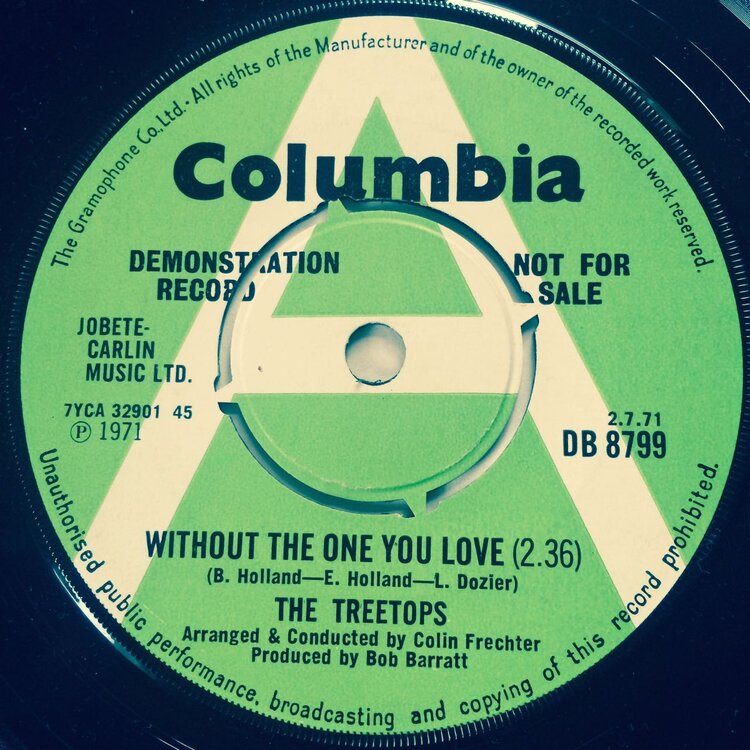 The Gramophone Co., Ltd. · All rights of the Manufacturer and of the owner of the recorded work reserved.
Columbia
DEMONSTRATION
RECORD
NOT FOR
SALE
JOBETE-
CARLIN
MUSIC LTD.
7YCA 32901 45
Ⓟ 1971
2.7.71
DB 8799
WITHOUT THE ONE YOU LOVE (2.36)
(B. Holland—E. Holland—L. Dozier)
THE TREETOPS
Arranged & Conducted by Colin Frechter
Produced by Bob Barratt
Unauthorised public performance, broadcasting and copying of this record prohibited.